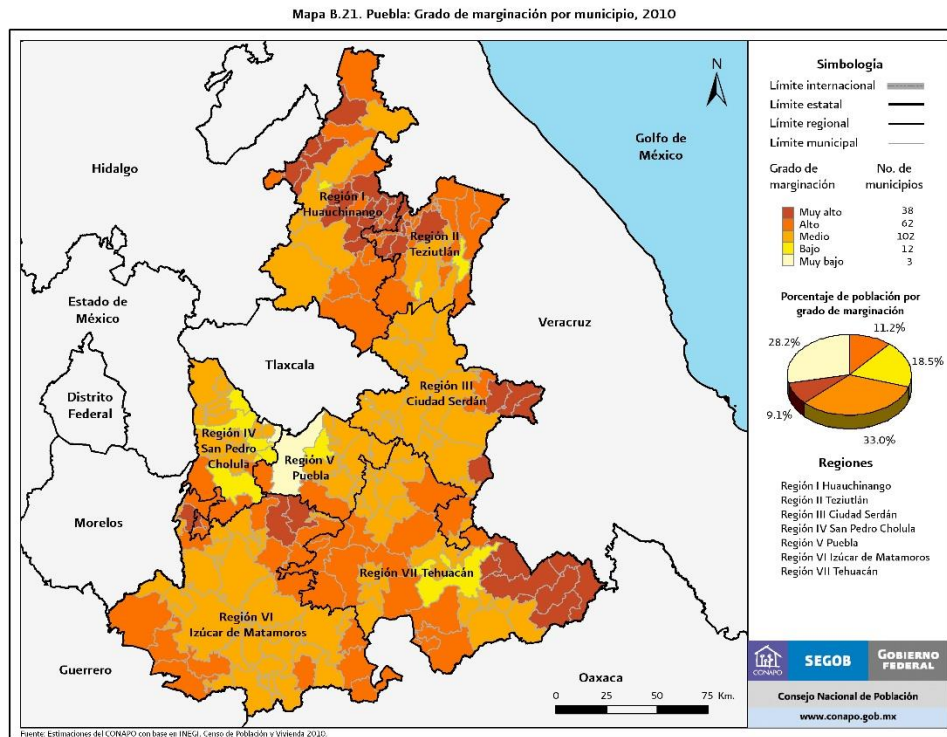 Mapa B.21. Puebla: Grado de marginación por municipio, 2010
N
Golfo de
México
Hidalgo
Región I
Huauchinango
Región II
Teziutlán
Estado de
México
Veracruz
Tlaxcala
Distrito
Federal
Región III
Ciudad Serdán
Región IV
San Pedro
Cholula
Región V
Puebla
Morelos
Región VII Tehuacán
Región VI
Izúcar de Matamoros
Guerrero
Oaxaca
0 25 50 75 Km.
Simbología
Límite internacional
Límite estatal
Límite regional
Límite municipal
Grado de marginación No. de municipios
Muy alto 38
Alto 62
Medio 102
Bajo 12
Muy bajo 3
Porcentaje de población por
grado de marginación
11.2%
28.2%
18.5%
9.1%
33.0%
Regiones
Región I Huauchinango
Región II Teziutlán
Región III Ciudad Serdán
Región IV San Pedro Cholula
Región V Puebla
Región VI Izúcar de Matamoros
Región VII Tehuacán
CONAPO
SEGOB
GOBIERNO
FEDERAL
Consejo Nacional de Población
www.conapo.gob.mx
Fuente: Estimaciones del CONAPO con base en INEGI, Censo de Población y Vivienda 2010.